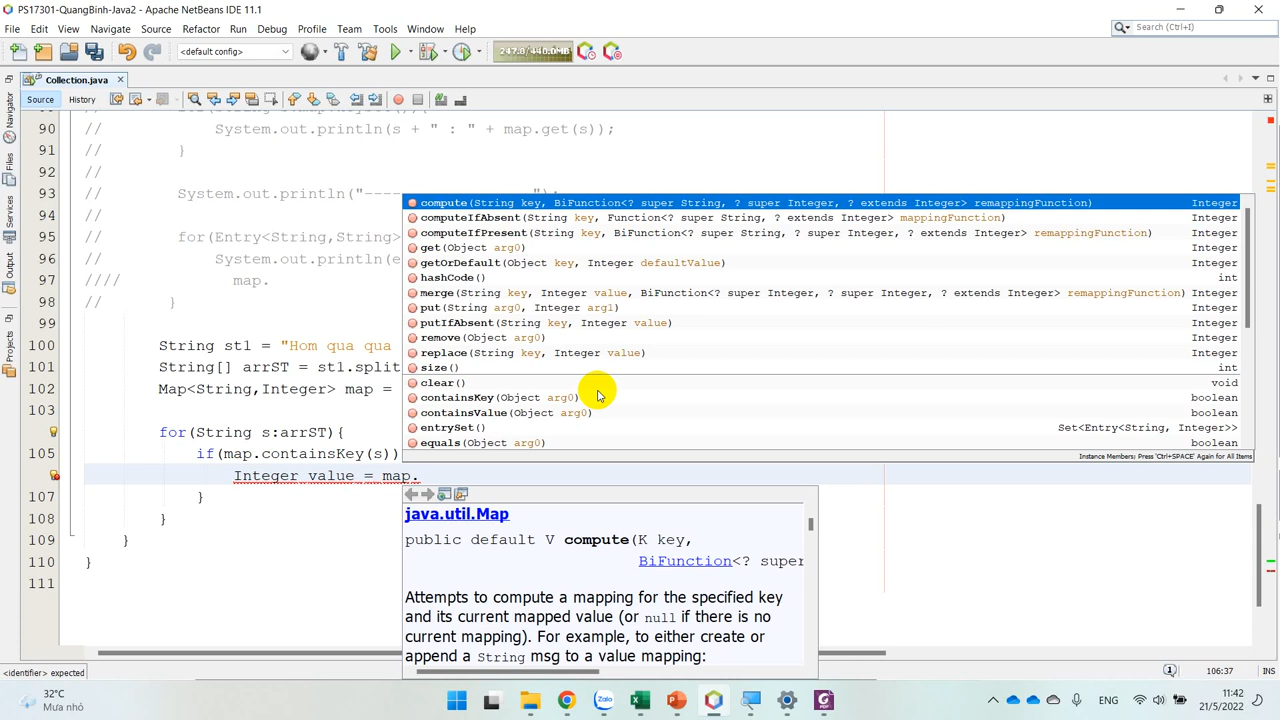 PS17301-QuangBinh-Java2 - Apache NetBeans IDE 11.1
File Edit View Navigate Source Refactor Run Debug Profile Team Tools Window Help
Search (Ctrl+I)
<default config>
247.8/440.0MB
Collection.java
Source History
Navigator
Files
Services
Output
Projects
90 // System.out.println(s + " : " + map.get(s));
91 // }
92 //
93 // System.out.println("----
");
94 //
95 // for(Entry<String,String>
96 // System.out.println(e
97 //// map.
98 // }
99
100 String st1 = "Hom qua qua
101 String[] arrST = st1.split
102 Map<String,Integer> map =
103
for(String s:arrST){
105 if(map.containsKey(s))
Integer value = map.
107 }
108 }
109 }
110 }
111
compute(String key, BiFunction<? super String, ? super Integer, ? extends Integer> remappingFunction) Integer
computeIfAbsent(String key, Function<? super String, ? extends Integer> mappingFunction) Integer
computeIfPresent(String key, BiFunction<? super String, ? super Integer, ? extends Integer> remappingFunction) Integer
get(Object arg0) Integer
getOrDefault(Object key, Integer defaultValue) Integer
hashCode() int
merge(String key, Integer value, BiFunction<? super Integer, ? super Integer, ? extends Integer> remappingFunction) Integer
put(String arg0, Integer arg1) Integer
putIfAbsent(String key, Integer value) Integer
remove(Object arg0) Integer
replace(String key, Integer value) Integer
size() int
clear() void
containsKey(Object arg0) boolean
containsValue(Object arg0) boolean
entrySet() Set<Entry<String, Integer>>
equals(Object arg0) boolean
Instance Members; Press 'Ctrl+SPACE' Again for All Items
java.util.Map
public default V compute(K key,
BiFunction<? super
Attempts to compute a mapping for the specified key
and its current mapped value (or null if there is no
current mapping). For example, to either create or
append a String msg to a value mapping:
<identifier> expected
1
106:37
INS
32°C
Mưa nhỏ
Zalo
ENG
11:42
21/5/2022